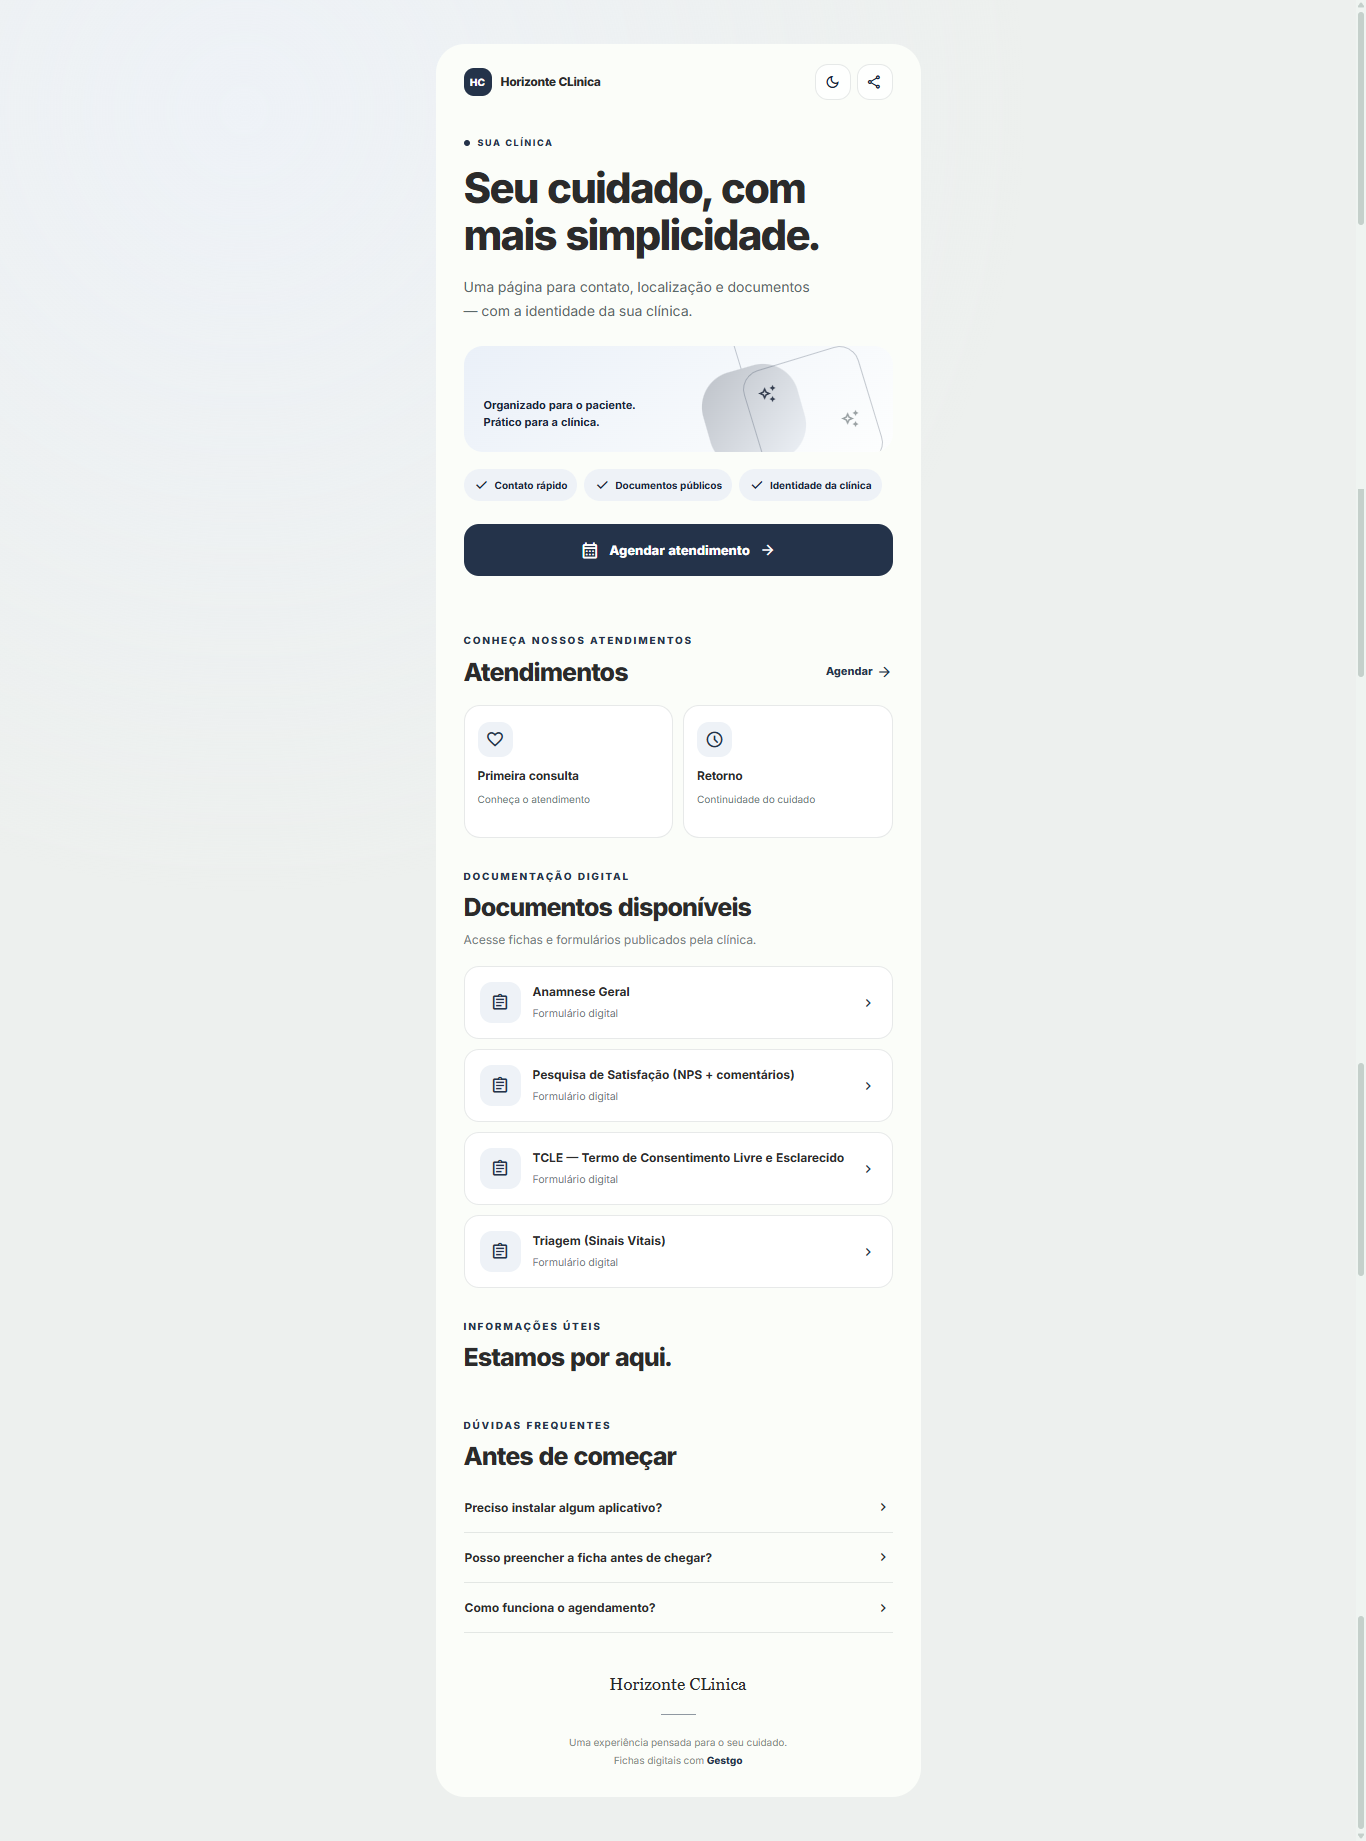 HC Horizonte CLinica
SUA CLÍNICA
Seu cuidado, com
mais simplicidade.
Uma página para contato, localização e documentos
— com a identidade da sua clínica.
Organizado para o paciente.
Prático para a clínica.
Contato rápido Documentos públicos Identidade da clínica
Agendar atendimento
CONHEÇA NOSSOS ATENDIMENTOS
Atendimentos Agendar
Primeira consulta
Conheça o atendimento
Retorno
Continuidade do cuidado
DOCUMENTAÇÃO DIGITAL
Documentos disponíveis
Acesse fichas e formulários publicados pela clínica.
Anamnese Geral
Formulário digital
Pesquisa de Satisfação (NPS + comentários)
Formulário digital
TCLE — Termo de Consentimento Livre e Esclarecido
Formulário digital
Triagem (Sinais Vitais)
Formulário digital
INFORMAÇÕES ÚTEIS
Estamos por aqui.
DÚVIDAS FREQUENTES
Antes de começar
Preciso instalar algum aplicativo?
Posso preencher a ficha antes de chegar?
Como funciona o agendamento?
Horizonte CLinica
Uma experiência pensada para o seu cuidado.
Fichas digitais com Gestgo